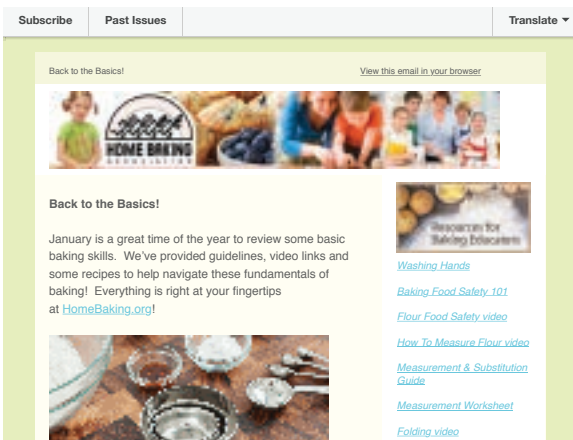 Subscribe
Past Issues
Translate
Back to the Basics!
View this email in your browser
HOME BAKING
ASSOCIATION
Back to the Basics!
January is a great time of the year to review some basic
baking skills.  We've provided guidelines, video links and
some recipes to help navigate these fundamentals of
baking!  Everything is right at your fingertips
at HomeBaking.org!
Resources for
Baking Educators
Washing Hands
Baking Food Safety 101
Flour Food Safety video
How To Measure Flour video
Measurement & Substitution
Guide
Measurement Worksheet
Folding video